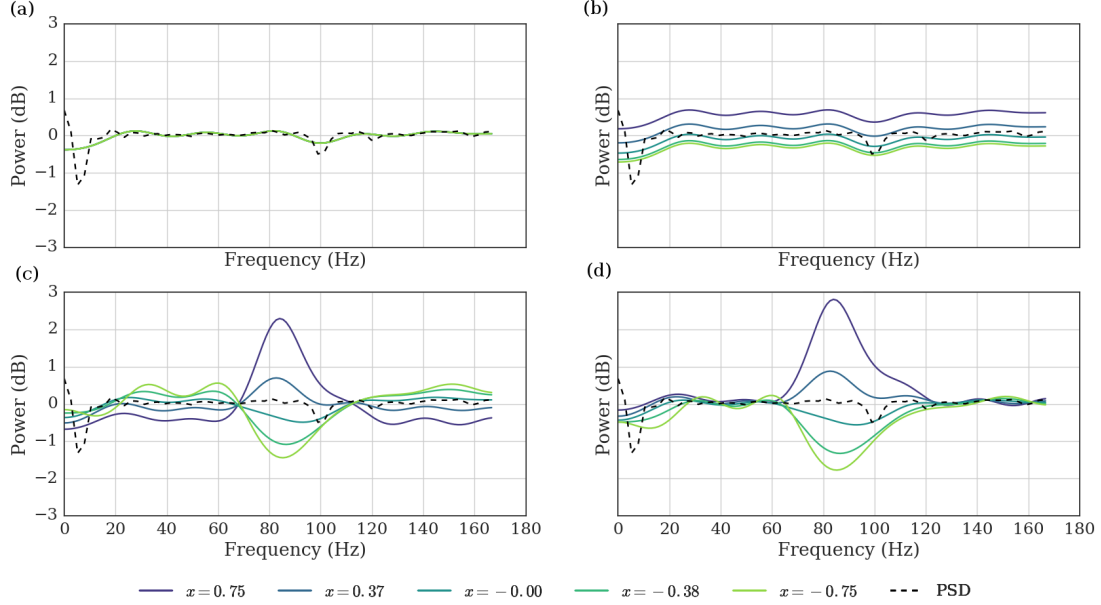 (a)
(b)
3
2
1
0
−1
−2
−3
Power (dB)
Power (dB)
Frequency (Hz)
Frequency (Hz)
(c)
(d)
3
2
1
0
−1
−2
−3
Power (dB)
Power (dB)
0 20 40 60 80 100 120 140 160 180
0 20 40 60 80 100 120 140 160 180
Frequency (Hz)
Frequency (Hz)
x = 0.75 x = 0.37 x = −0.00 x = −0.38 x = −0.75 PSD